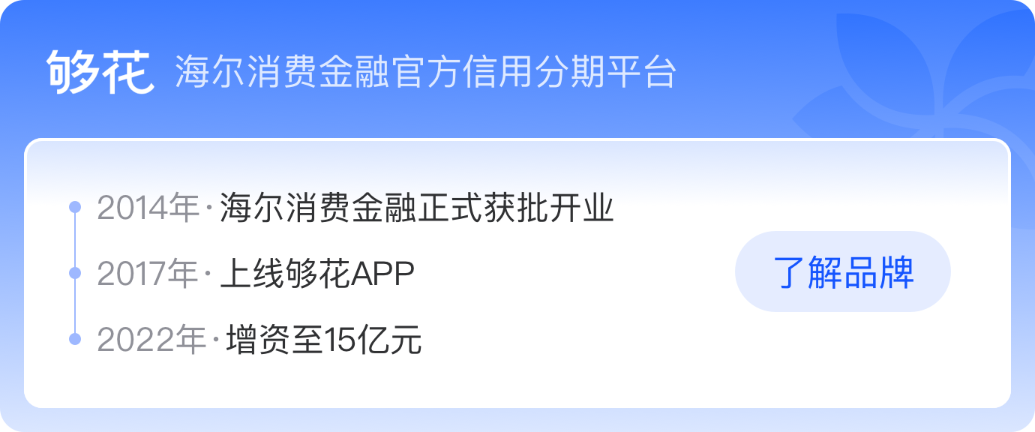 够花 海尔消费金融官方信用分期平台
2014年·海尔消费金融正式获批开业
2017年·上线够花APP
了解品牌
2022年·增资至15亿元